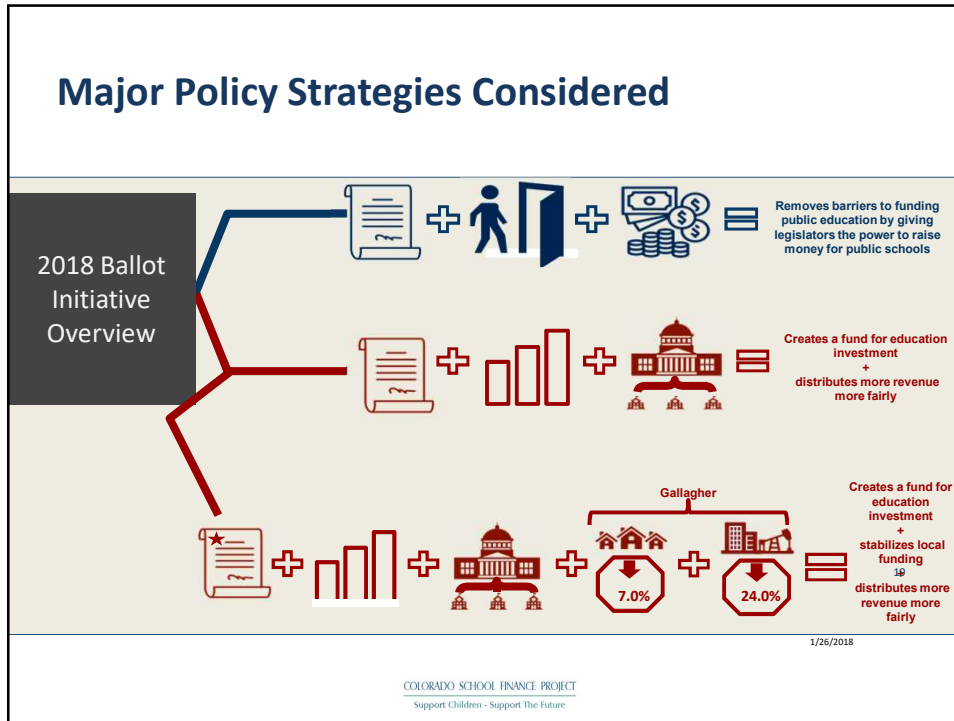 Major Policy Strategies Considered
2018 Ballot
Initiative
Overview
Removes barriers to funding
public education by giving
legislators the power to raise
money for public schools
Creates a fund for education
investment
+
distributes more revenue
more fairly
Gallagher
7.0%
24.0%
Creates a fund for
education
investment
+
stabilizes local
funding
+
19
distributes more
revenue more
fairly
1/26/2018
COLORADO SCHOOL FINANCE PROJECT
Support Children - Support The Future